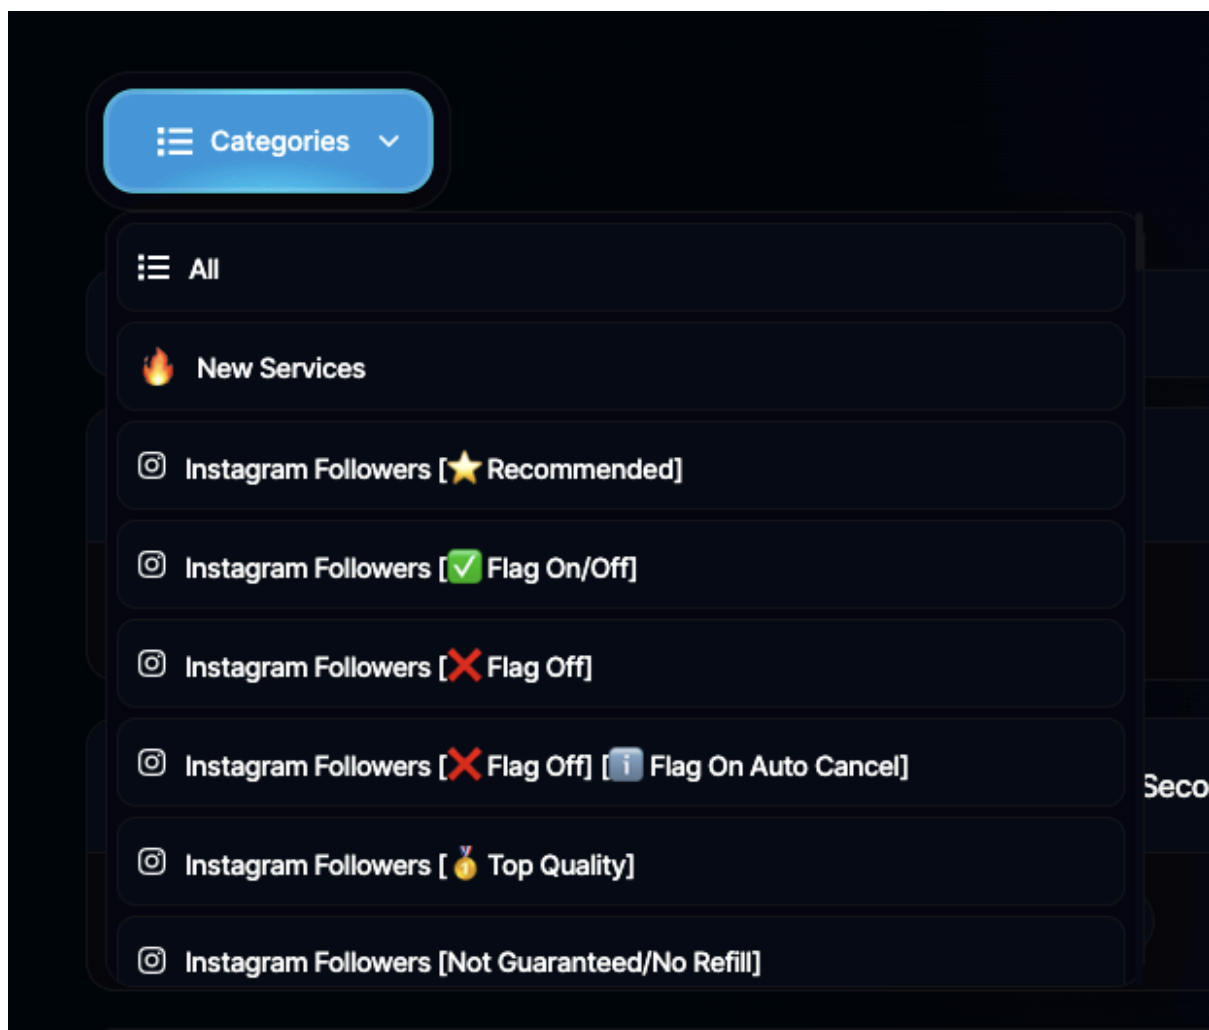 Categories
All
🔥 New Services
Instagram Followers [⭐ Recommended]
Instagram Followers [✅ Flag On/Off]
Instagram Followers [❌ Flag Off]
Instagram Followers [❌ Flag Off] [ℹ️ Flag On Auto Cancel]
Seco
Instagram Followers [🥇 Top Quality]
Instagram Followers [Not Guaranteed/No Refill]